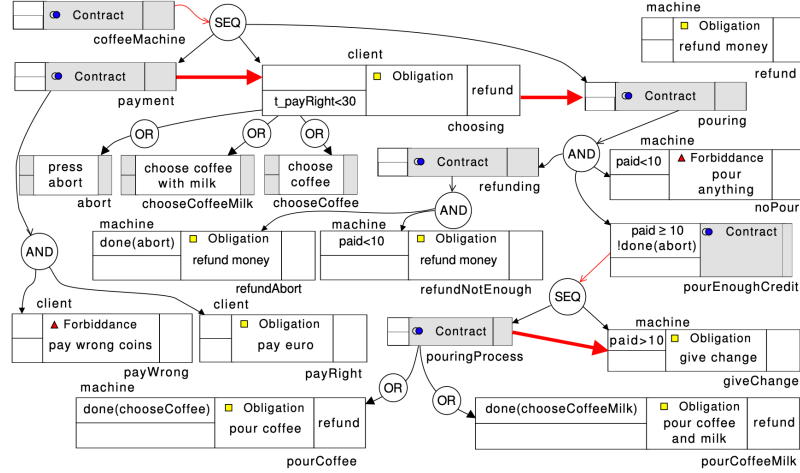 Contract
coffeeMachine
SEQ
machine
Obligation
refund money
refund
Contract
payment
client
Obligation
t_payRight<30
refund
choosing
Contract
pouring
OR
OR
OR
press
abort
abort
choose coffee
with milk
chooseCoffeeMilk
choose
coffee
chooseCoffee
Contract
refunding
AND
machine
paid<10
Forbiddance
pour
anything
noPour
AND
machine
done(abort)
Obligation
refund money
refundAbort
machine
paid<10
Obligation
refund money
refundNotEnough
paid ≥ 10
!done(abort)
Contract
pourEnoughCredit
AND
SEQ
client
Forbiddance
pay wrong coins
payWrong
client
Obligation
pay euro
payRight
Contract
pouringProcess
machine
paid>10
Obligation
give change
giveChange
OR
OR
machine
done(chooseCoffee)
Obligation
pour coffee
refund
pourCoffee
machine
done(chooseCoffeeMilk)
Obligation
pour coffee
and milk
refund
pourCoffeeMilk